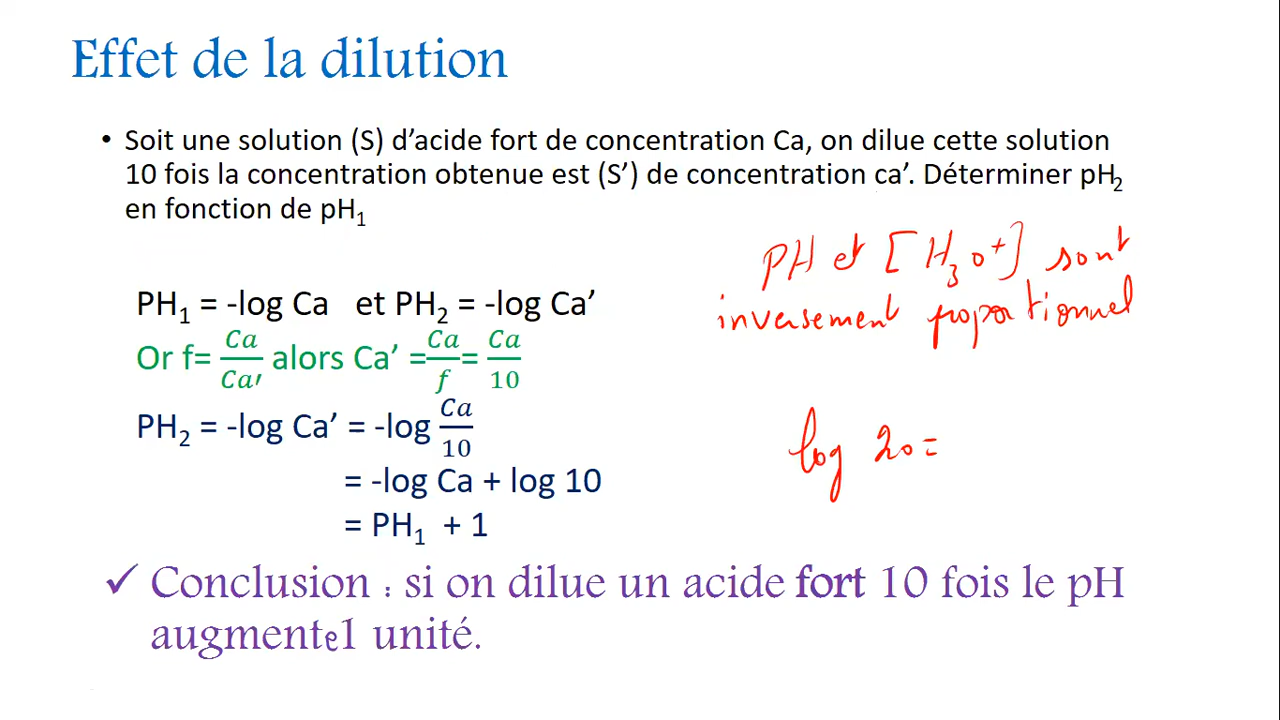 Effet de la dilution
• Soit une solution (S) d’acide fort de concentration Ca, on dilue cette solution
10 fois la concentration obtenue est (S’) de concentration ca’. Déterminer pH₂
en fonction de pH₁
PH et [H₃O⁺] sont
inversement proportionnel
PH₁ = -log Ca et PH₂ = -log Ca’
Or f= Ca/Ca′ alors Ca’ = Ca/f = Ca/10
PH₂ = -log Ca’ = -log Ca/10
log 20 =
= -log Ca + log 10
= PH₁ + 1
✓ Conclusion : si on dilue un acide fort 10 fois le pH
augmente1 unité.